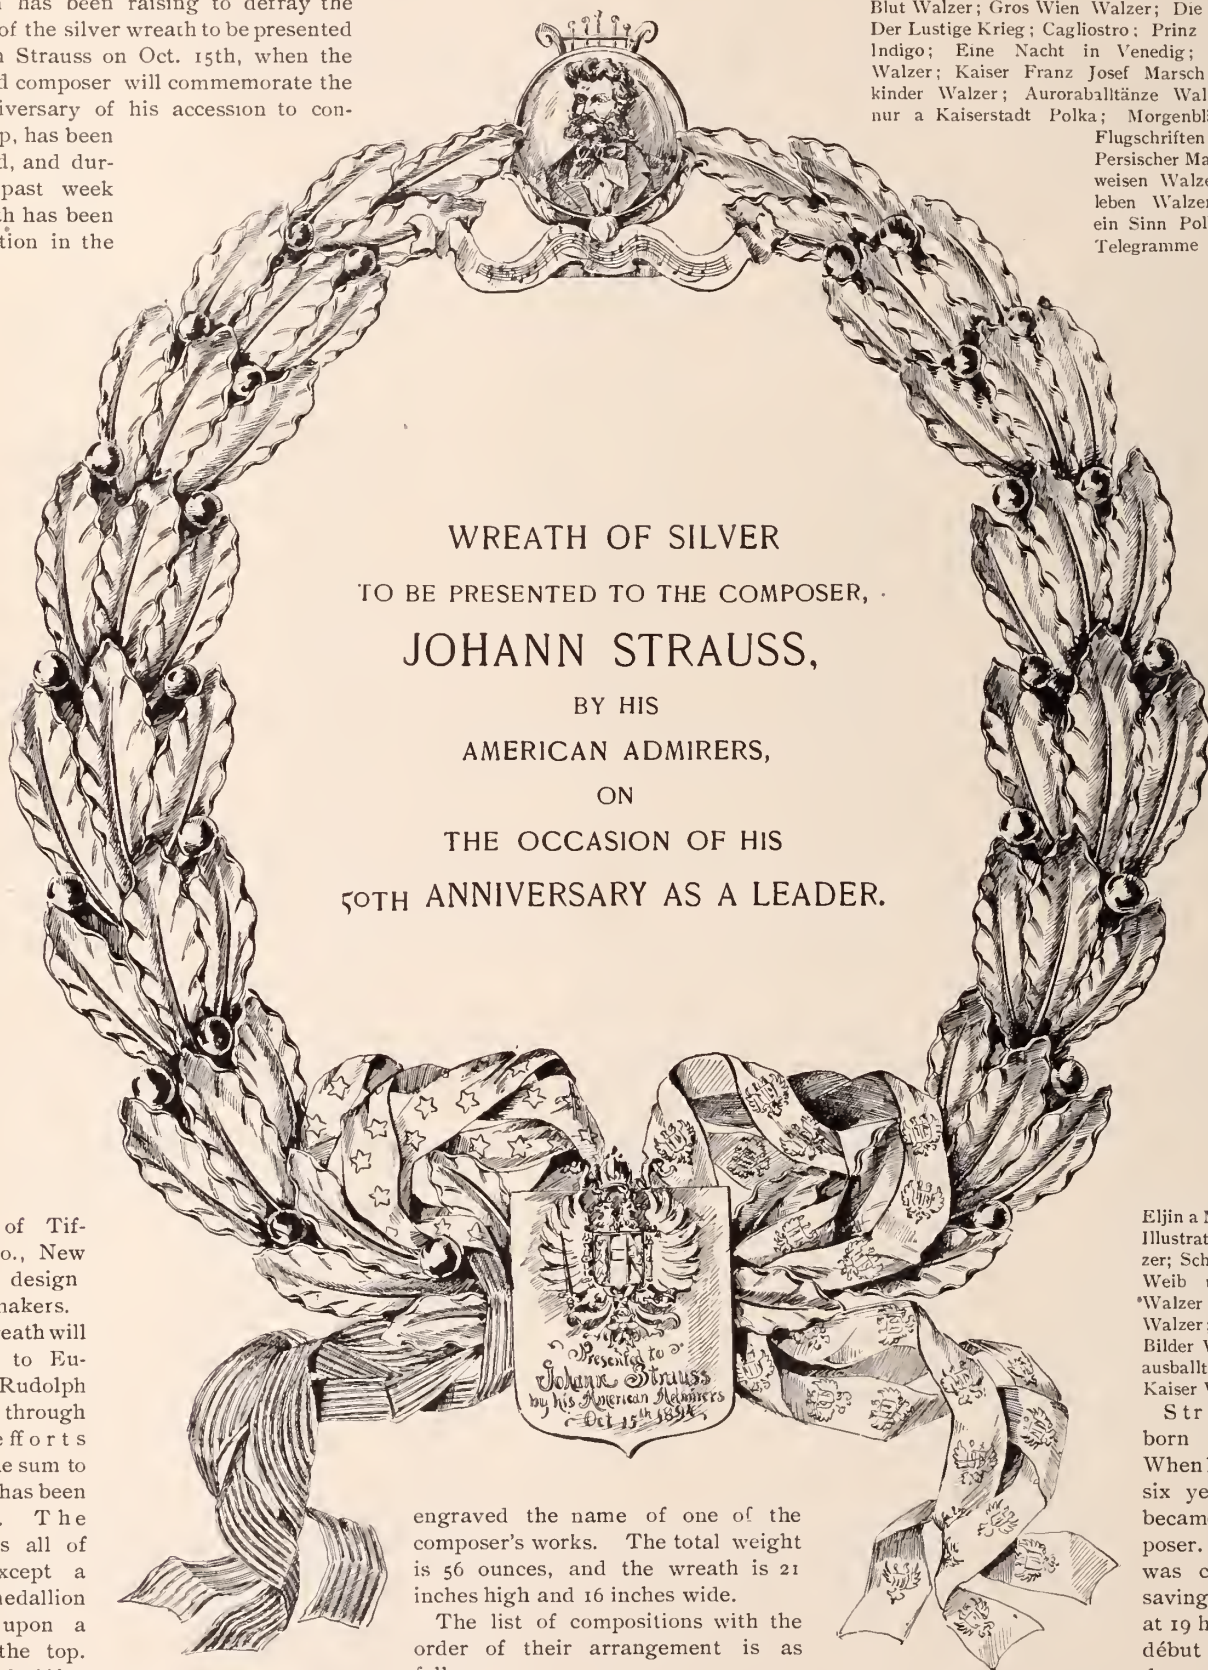 has been raising to defray the
of the silver wreath to be presented
Strauss on Oct. 15th, when the
composer will commemorate the
iversary of his accession to con-
p, has been
d, and dur-
past week
h has been
tion in the
Blut Walzer; Gros Wien Walzer; Die
Der Lustige Krieg; Cagliostro; Prinz
Indigo; Eine Nacht in Venedig;
Walzer; Kaiser Franz Josef Marsch
kinder Walzer; Auroraballtänze Wal
nur a Kaiserstadt Polka; Morgenbl
Flugschriften
Persischer Ma
weisen Walze
leben Walzer
ein Sinn Pol
Telegramme
WREATH OF SILVER
TO BE PRESENTED TO THE COMPOSER,
JOHANN STRAUSS,
BY HIS
AMERICAN ADMIRERS,
ON
THE OCCASION OF HIS
50TH ANNIVERSARY AS A LEADER.
Presented to
Johann Strauss
by his American Admirers
Oct 15th 1894
of Tif-
o., New
design
makers.
eath will
to Eu-
Rudolph
through
efforts
e sum to
has been
. The
s all of
xcept a
medallion
upon a
the top.
engraved the name of one of the
composer's works. The total weight
is 56 ounces, and the wreath is 21
inches high and 16 inches wide.
The list of compositions with the
order of their arrangement is as
Eljin a M
Illustrat
zer; Sch
Weib
Walzer
Walzer;
Bilder W
ausballt
Kaiser W
Str
born
When
six ye
became
poser.
was c
saving
at 19 h
début